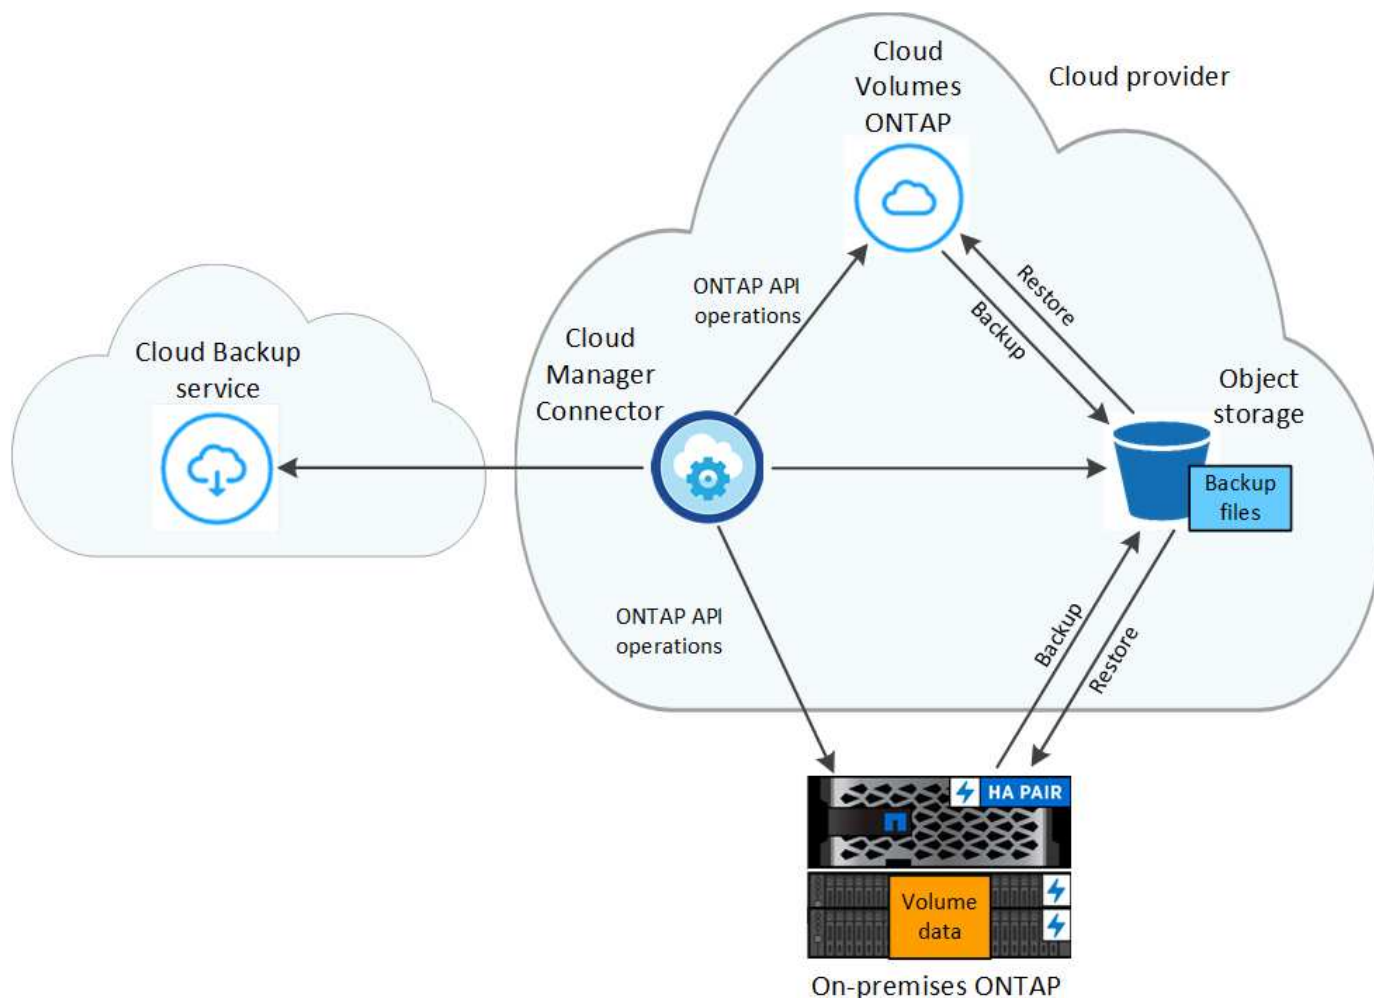 Cloud
Volumes
ONTAP
Cloud provider
ONTAP API
operations
Restore
Backup
Cloud Backup
service
Cloud
Manager
Connector
Object
storage
Backup
files
ONTAP API
operations
Backup
Restore
HA PAIR
Volume
data
On-premises ONTAP